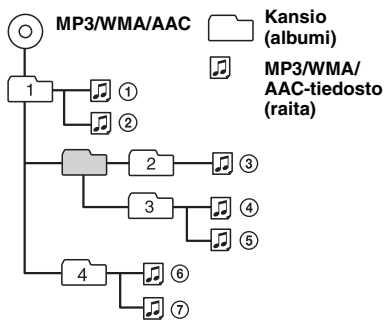 MP3/WMA/AAC
Kansio
(albumi)
MP3/WMA/
AAC-tiedosto
(raita)
1
①
②
2
③
3
④
⑤
4
⑥
⑦